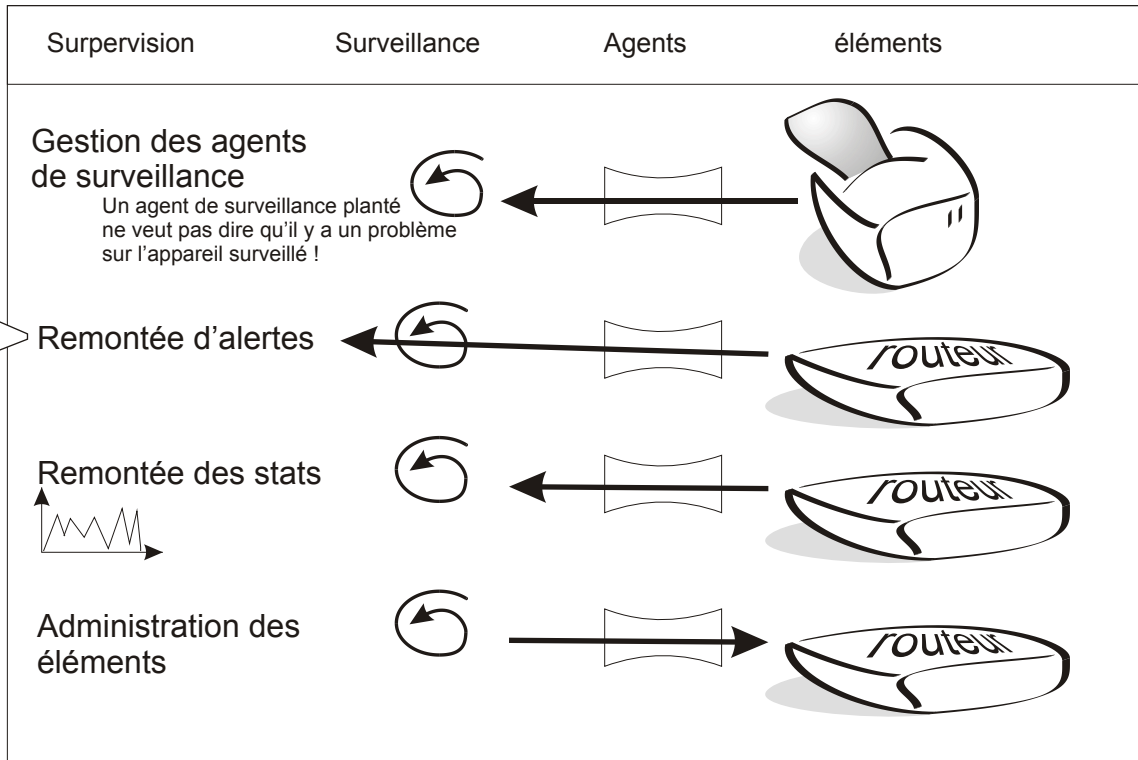 Surpervision Surveillance Agents éléments
Gestion des agents
de surveillance
Un agent de surveillance planté
ne veut pas dire qu'il y a un problème
sur l'appareil surveillé !
Remontée d'alertes
routeur
Remontée des stats
routeur
Administration des
éléments
routeur